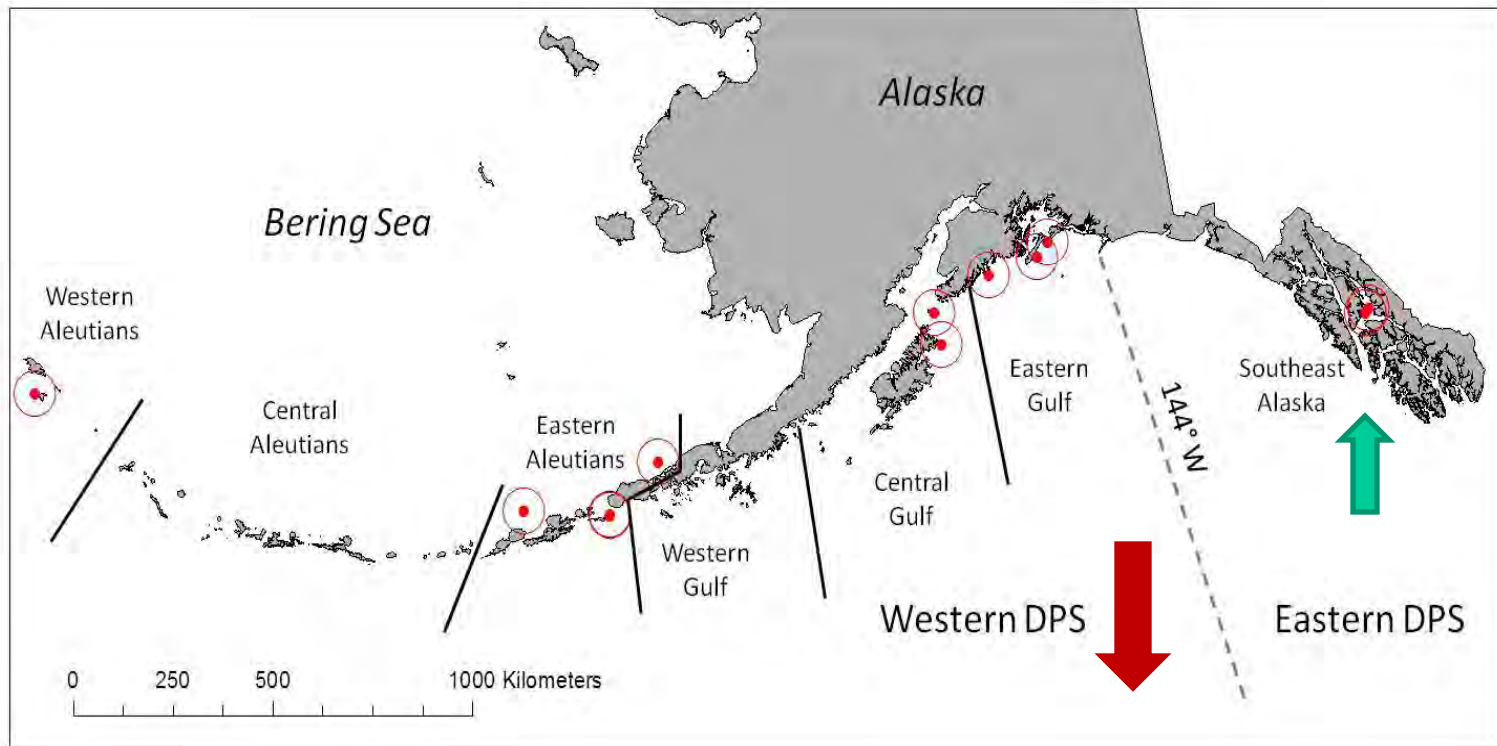 Alaska
Bering Sea
Western
Aleutians
Central
Aleutians
Eastern
Aleutians
Western
Gulf
Central
Gulf
Eastern
Gulf
144° W
Southeast
Alaska
Western DPS
Eastern DPS
0 250 500 1000 Kilometers